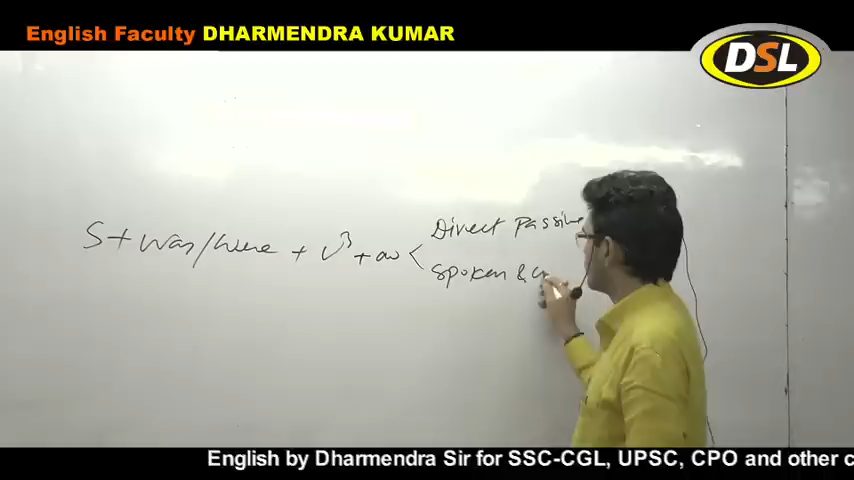 English Faculty DHARMENDRA KUMAR
DSL
S + was/were + V3 + ow <
Direct Passive
Spoken &
English by Dharmendra Sir for SSC-CGL, UPSC, CPO and other c